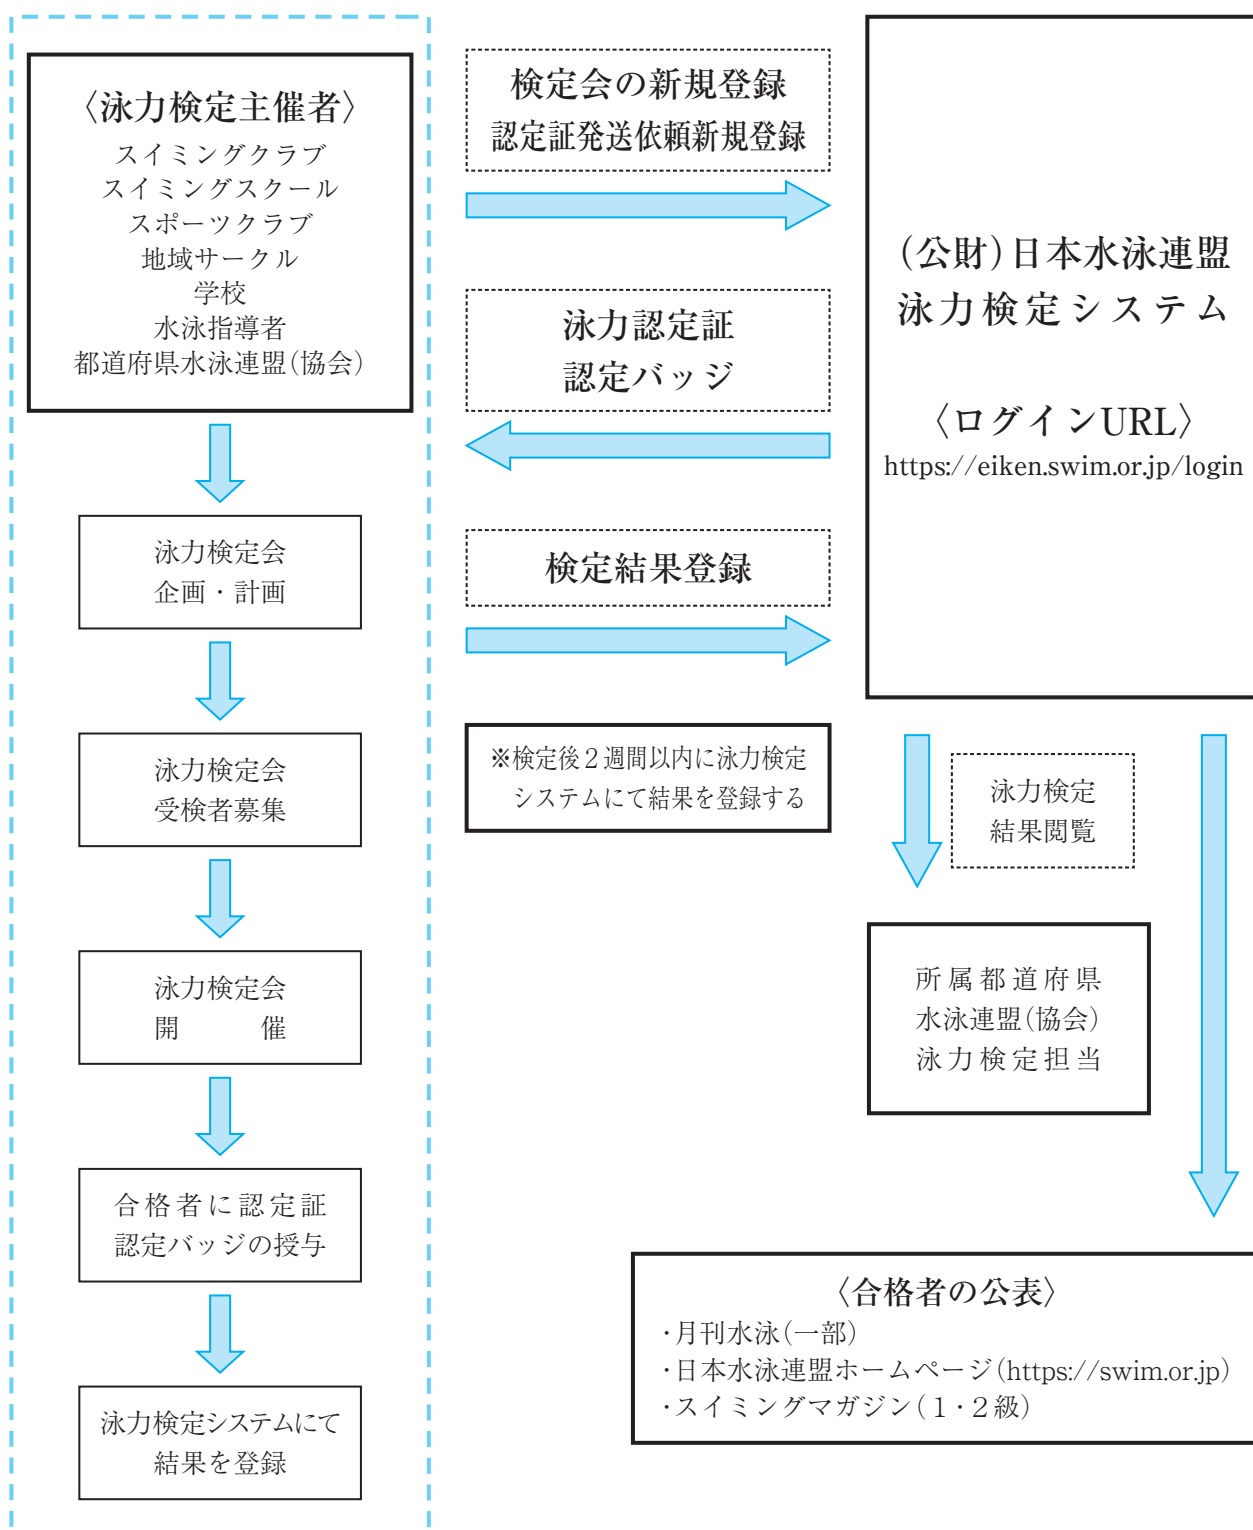 〈泳力検定主催者〉
スイミングクラブ
スイミングスクール
スポーツクラブ
地域サークル
学校
水泳指導者
都道府県水泳連盟(協会)
泳力検定会
企画・計画
泳力検定会
受検者募集
泳力検定会
開　　　催
合格者に認定証
認定バッジの授与
泳力検定システムにて
結果を登録
検定会の新規登録
認定証発送依頼新規登録
泳力認定証
認定バッジ
検定結果登録
※検定後２週間以内に泳力検定
システムにて結果を登録する
(公財)日本水泳連盟
泳力検定システム
〈ログインURL〉
https://eiken.swim.or.jp/login
泳力検定
結果閲覧
所属都道府県
水泳連盟(協会)
泳力検定担当
〈合格者の公表〉
・月刊水泳(一部)
・日本水泳連盟ホームページ(https://swim.or.jp)
・スイミングマガジン(１・２級)